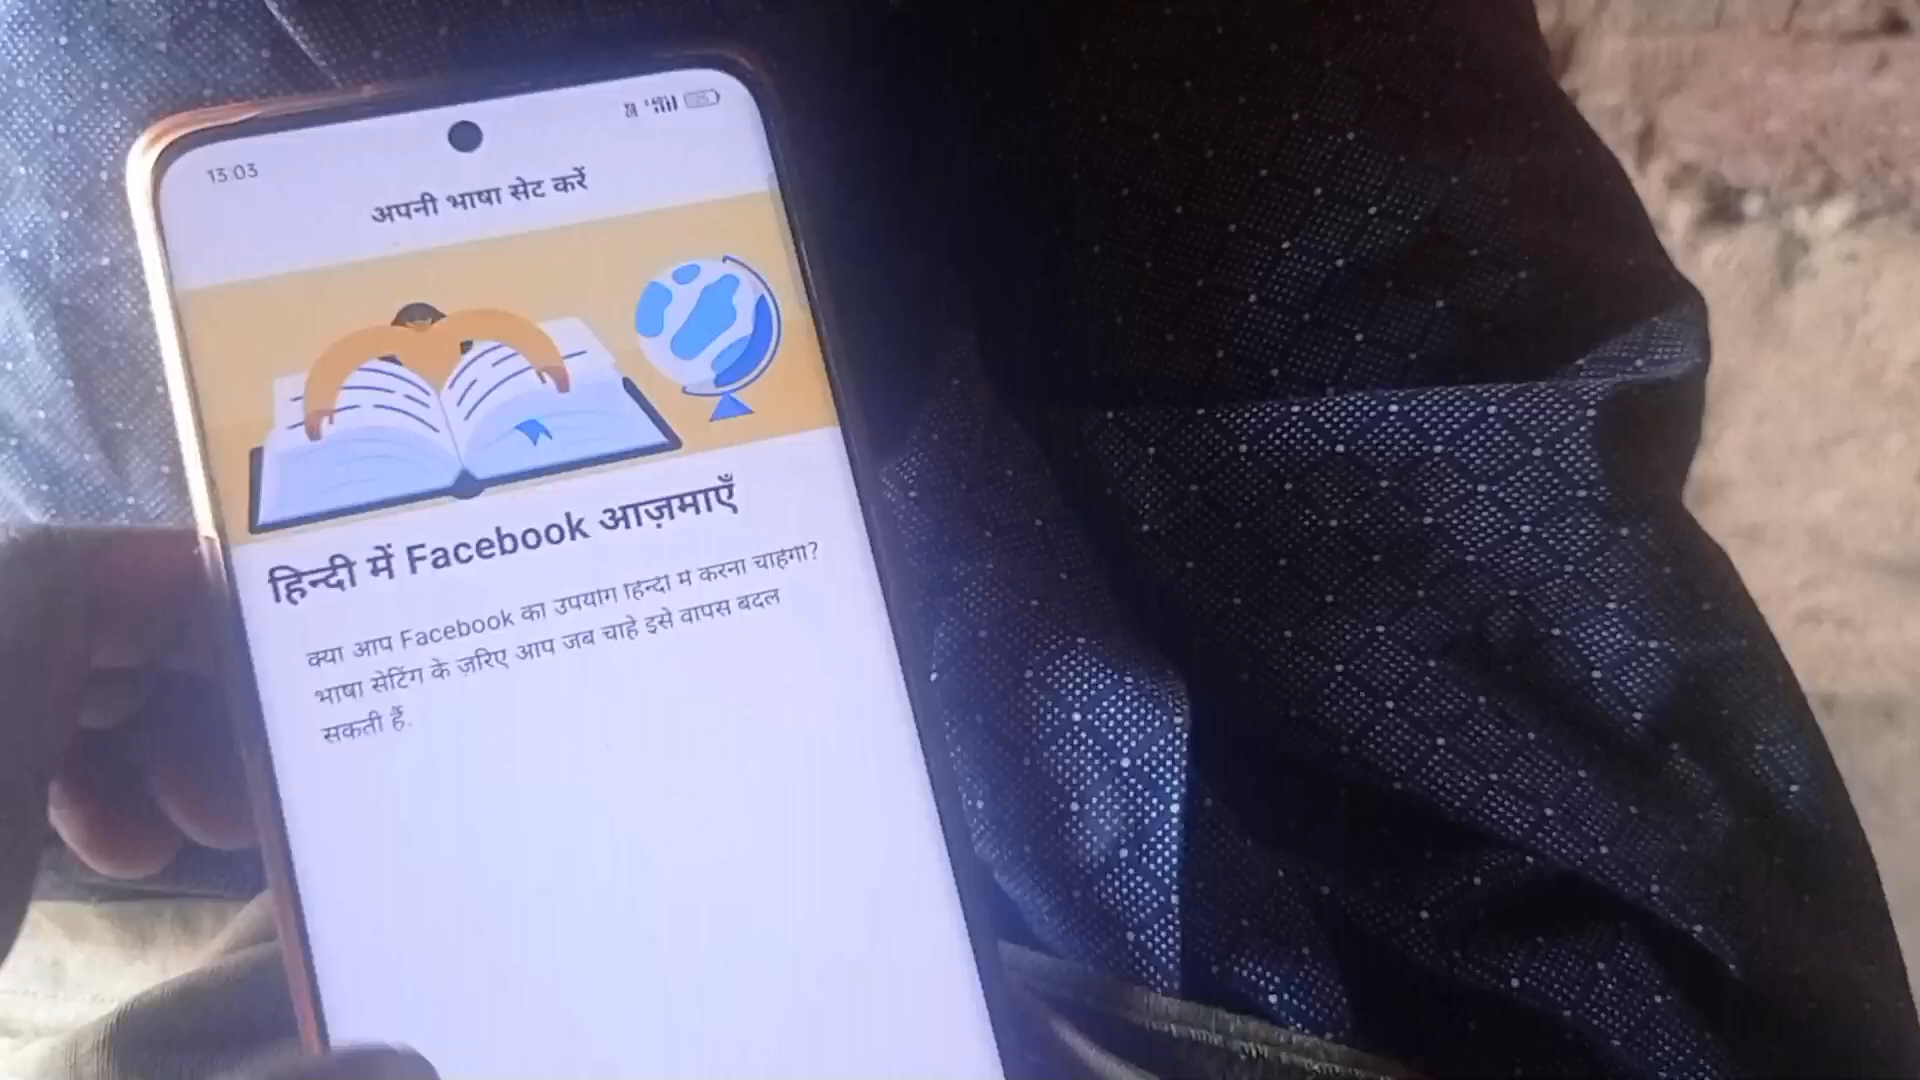 13:03
अपनी भाषा सेट करें
हिन्दी में Facebook आज़माएँ
क्या आप Facebook का उपयोग हिन्दी में करना चाहेंगी?
भाषा सेटिंग के ज़रिए आप जब चाहे इसे वापस बदल
सकती हैं.